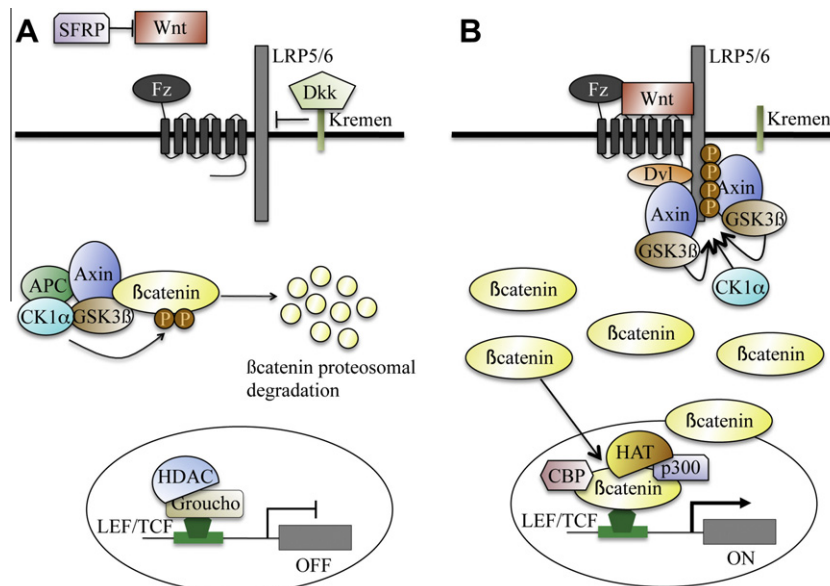 A
SFRP
Wnt
LRP5/6
Fz
Dkk
Kremen
APC
Axin
ßcatenin
CK1α
GSK3ß
P
P
ßcatenin proteosomal
degradation
HDAC
Groucho
LEF/TCF
OFF
B
LRP5/6
Fz
Wnt
Kremen
Dvl
P
P
P
P
Axin
Axin
GSK3ß
GSK3ß
CK1α
ßcatenin
ßcatenin
ßcatenin
ßcatenin
ßcatenin
HAT
CBP
p300
ßcatenin
LEF/TCF
ON